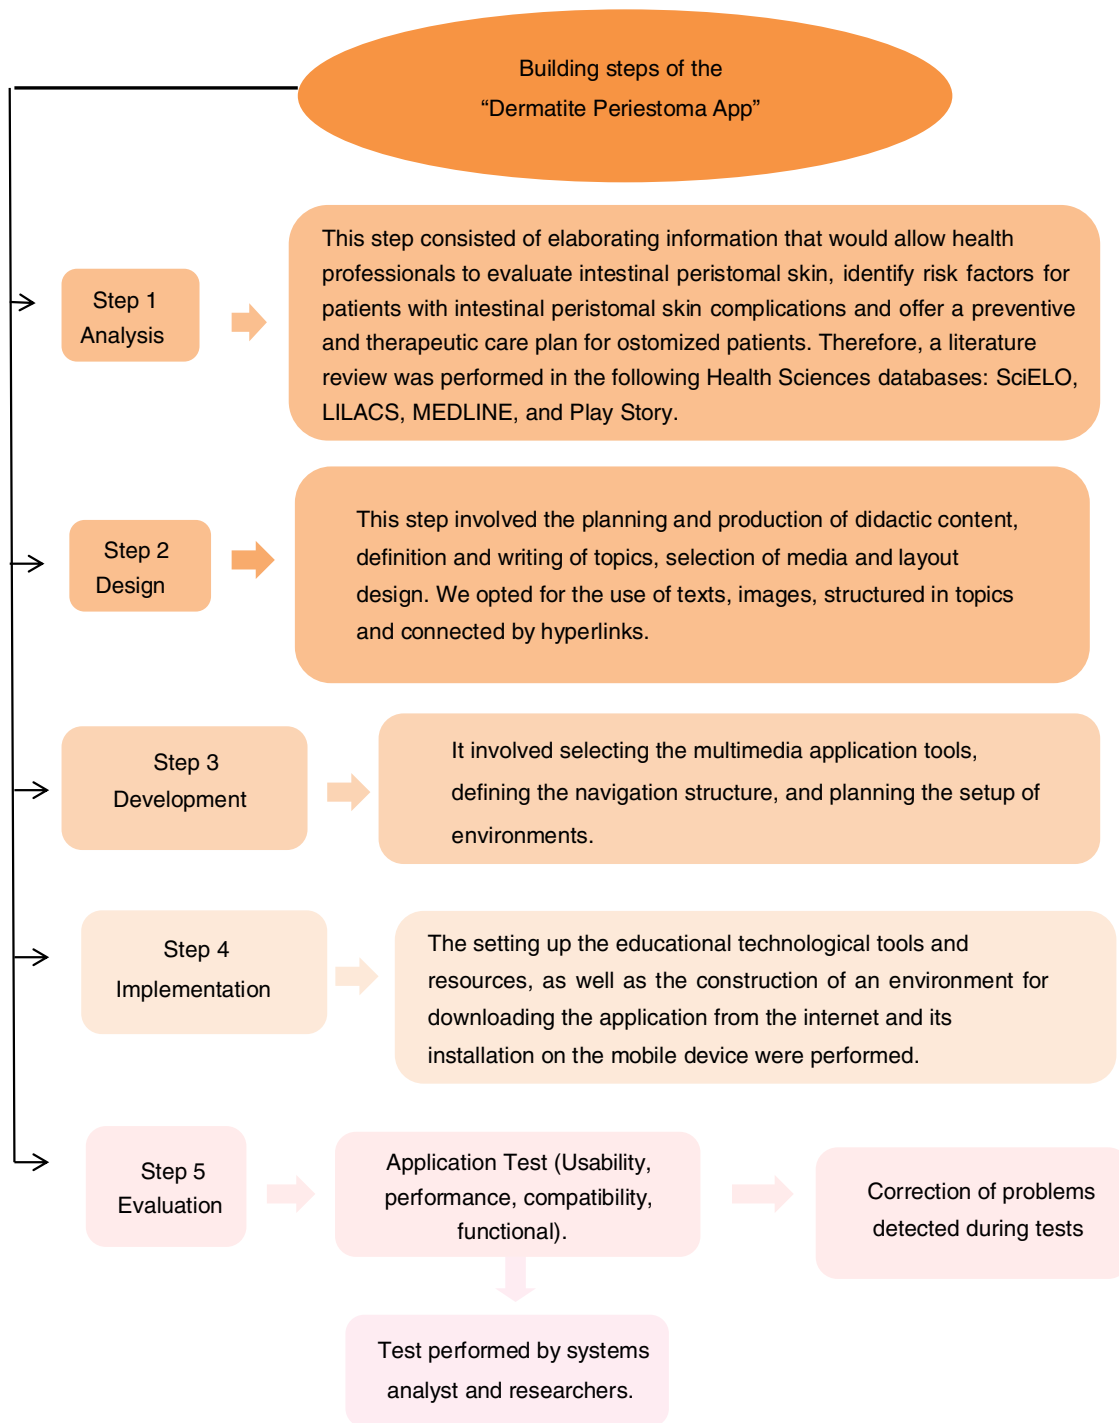 Building steps of the
“Dermatite Periestoma App”
Step 1
Analysis
This step consisted of elaborating information that would allow health
professionals to evaluate intestinal peristomal skin, identify risk factors for
patients with intestinal peristomal skin complications and offer a preventive
and therapeutic care plan for ostomized patients. Therefore, a literature
review was performed in the following Health Sciences databases: SciELO,
LILACS, MEDLINE, and Play Story.
Step 2
Design
This step involved the planning and production of didactic content,
definition and writing of topics, selection of media and layout
design. We opted for the use of texts, images, structured in topics
and connected by hyperlinks.
Step 3
Development
It involved selecting the multimedia application tools,
defining the navigation structure, and planning the setup of
environments.
Step 4
Implementation
The setting up the educational technological tools and
resources, as well as the construction of an environment for
downloading the application from the internet and its
installation on the mobile device were performed.
Step 5
Evaluation
Application Test (Usability,
performance, compatibility,
functional).
Correction of problems
detected during tests
Test performed by systems
analyst and researchers.